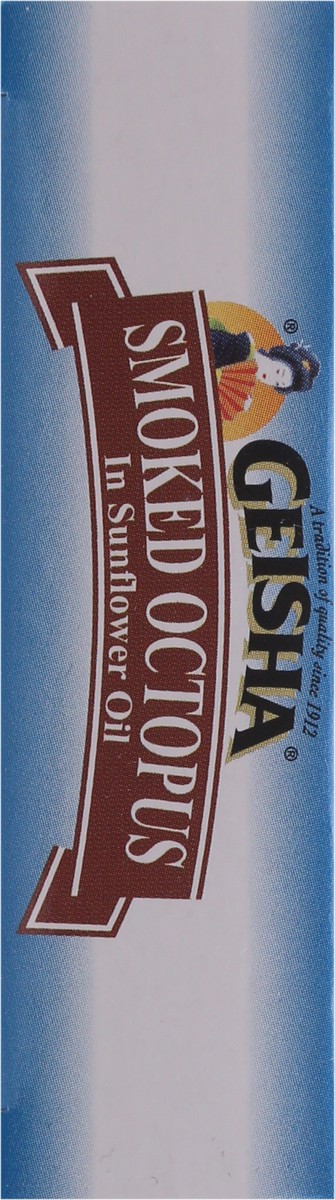 A tradition of quality since 1912
® GEISHA ®
SMOKED OCTOPUS
In Sunflower Oil